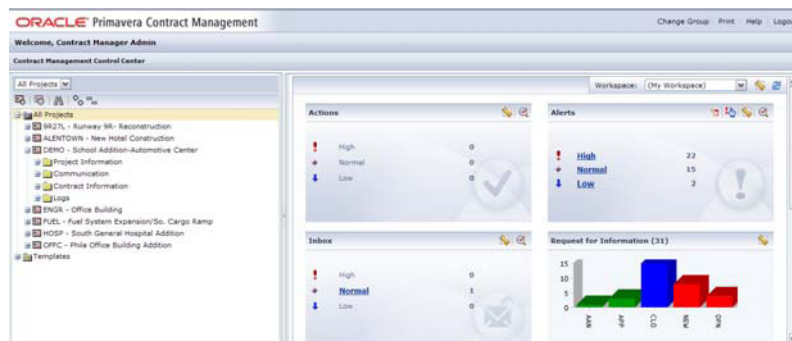 ORACLE Primavera Contract Management
Change Group Print Help Logou
Welcome, Contract Manager Admin
Contract Management Control Center
All Projects
Workspace: (My Workspace)
All Projects
9R27L - Runway 9R- Reconstruction
ALENTOWN - New Hotel Construction
DEMO - School Addition-Automotive Center
Project Information
Communication
Contract Information
Logs
ENGR - Office Building
FUEL - Fuel System Expansion/So. Cargo Ramp
HOSP - South General Hospital Addition
OFFC - Phila Office Building Addition
Templates
Actions
High 0
Normal 0
Low 0
Alerts
High 22
Normal 15
Low 2
Inbox
High 0
Normal 1
Low 0
Request for Information (31)
15
10
5
0
AAN APP CLO NEW OPN